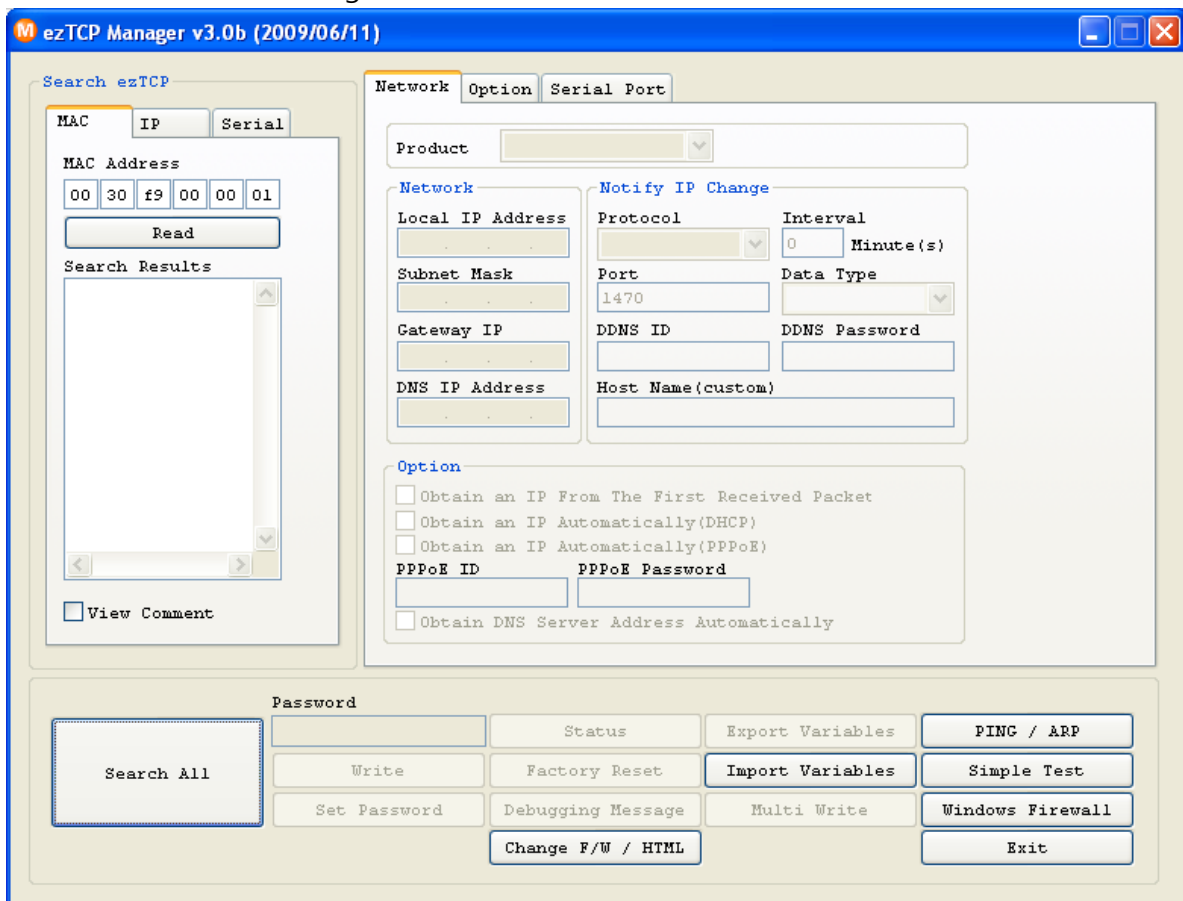 ezTCP Manager v3.0b (2009/06/11)
Search ezTCP
MAC IP Serial
MAC Address
00 30 f9 00 00 01
Read
Search Results
View Comment
Network Option Serial Port
Product
Network
Local IP Address
Subnet Mask
Gateway IP
DNS IP Address
Notify IP Change
Protocol Interval
0 Minute(s)
Port Data Type
1470
DDNS ID DDNS Password
Host Name(custom)
Option
Obtain an IP From The First Received Packet
Obtain an IP Automatically(DHCP)
Obtain an IP Automatically(PPPoE)
PPPoE ID PPPoE Password
Obtain DNS Server Address Automatically
Password
Search All
Status Export Variables PING / ARP
Write Factory Reset Import Variables Simple Test
Set Password Debugging Message Multi Write Windows Firewall
Change F/W / HTML Exit